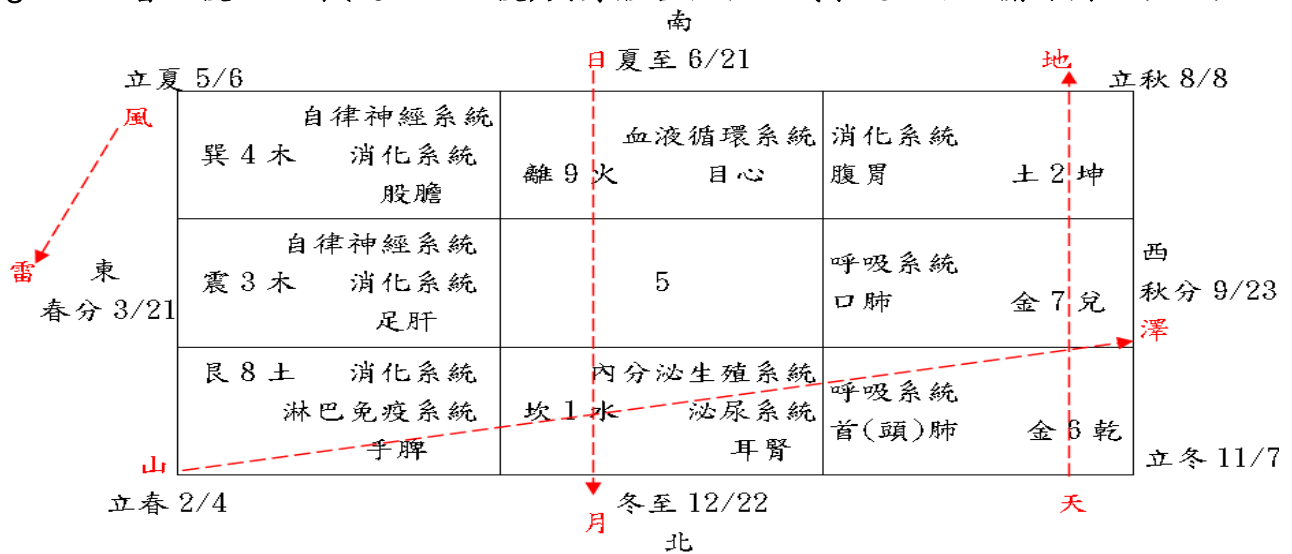 南
日 夏至 6/21
地
立夏 5/6
立秋 8/8
風
自律神經系統
巽 4 木 消化系統
股膽
血液循環系統
離 9 火 目心
消化系統
腹胃 土 2 坤
雷 東
春分 3/21
自律神經系統
震 3 木 消化系統
足肝
5
呼吸系統
口肺 金 7 兌
西
秋分 9/23
澤
艮 8 土 消化系統
淋巴免疫系統
手脾
內分泌生殖系統
坎 1 水 泌尿系統
耳腎
呼吸系統
首(頭)肺 金 6 乾
山
立春 2/4
立冬 11/7
月
冬至 12/22
天
北